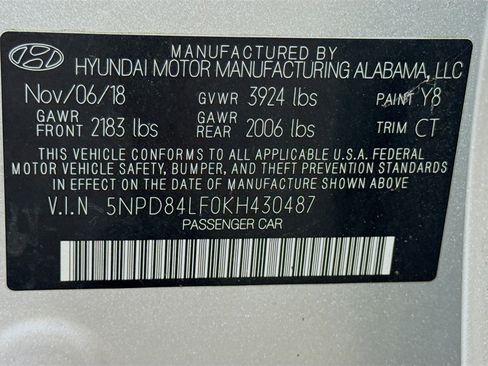 MANUFACTURED BY
HYUNDAI MOTOR MANUFACTURING ALABAMA, LLC
Nov/06/18 GVWR 3924 lbs PAINT Y8
GAWR FRONT 2183 lbs GAWR REAR 2006 lbs TRIM CT
THIS VEHICLE CONFORMS TO ALL APPLICABLE U.S.A. FEDERAL
MOTOR VEHICLE SAFETY, BUMPER, AND THEFT PREVENTION STANDARDS
IN EFFECT ON THE DATE OF MANUFACTURE SHOWN ABOVE
V.I.N 5NPD84LF0KH430487
PASSENGER CAR